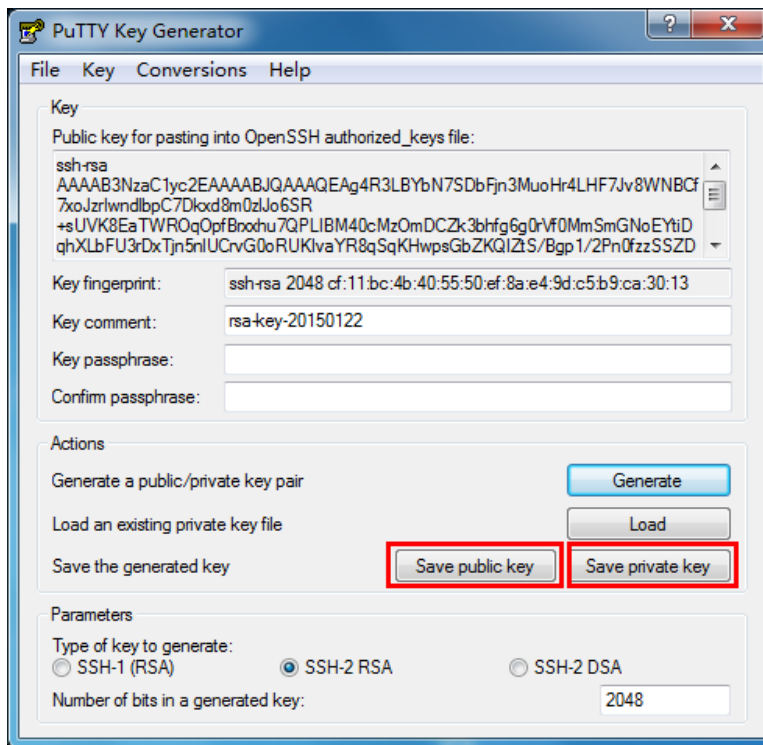 PuTTY Key Generator
File Key Conversions Help
Key
Public key for pasting into OpenSSH authorized_keys file:
ssh-rsa
AAAAB3NzaC1yc2EAAAABJQAAAQEAg4R3LBYbN7SDbFjn3MuoHr4LHF7Jv8WNBCf
7xoJzrlwndlbpC7Dkxd8m0zlJo6SR
+sUVK8EaTWROqOpfBrxxhu7QPLIBM40cMzOmDCZk3bhfg6g0rVf0MmSmGNoEYtiD
qhXLbFU3rDxTjn5nlUCrvG0oRUKlvaYR8qSqKHwpsGbZKQIZtS/Bgp1/2Pn0fzzSSZD
Key fingerprint: ssh-rsa 2048 cf:11:bc:4b:40:55:50:ef:8a:e4:9d:c5:b9:ca:30:13
Key comment: rsa-key-20150122
Key passphrase:
Confirm passphrase:
Actions
Generate a public/private key pair Generate
Load an existing private key file Load
Save the generated key Save public key Save private key
Parameters
Type of key to generate:
SSH-1 (RSA) SSH-2 RSA SSH-2 DSA
Number of bits in a generated key: 2048